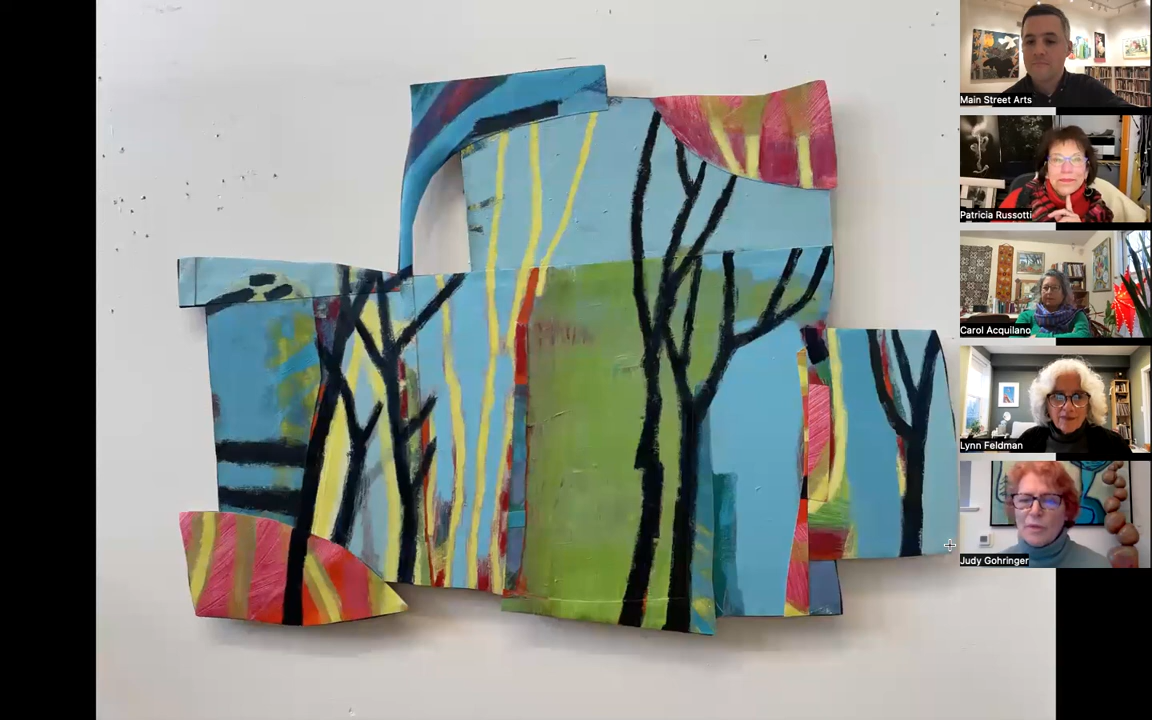 Main Street Arts
Patricia Russotti
Carol Acquilano
Lynn Feldman
Judy Gohringer